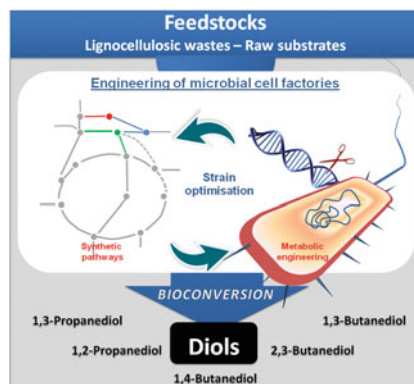 Feedstocks
Lignocellulosic wastes – Raw substrates
Engineering of microbial cell factories
Strain
optimisation
Synthetic
pathways
Metabolic
engineering
BIOCONVERSION
1,3-Propanediol
1,3-Butanediol
1,2-Propanediol
Diols
2,3-Butanediol
1,4-Butanediol